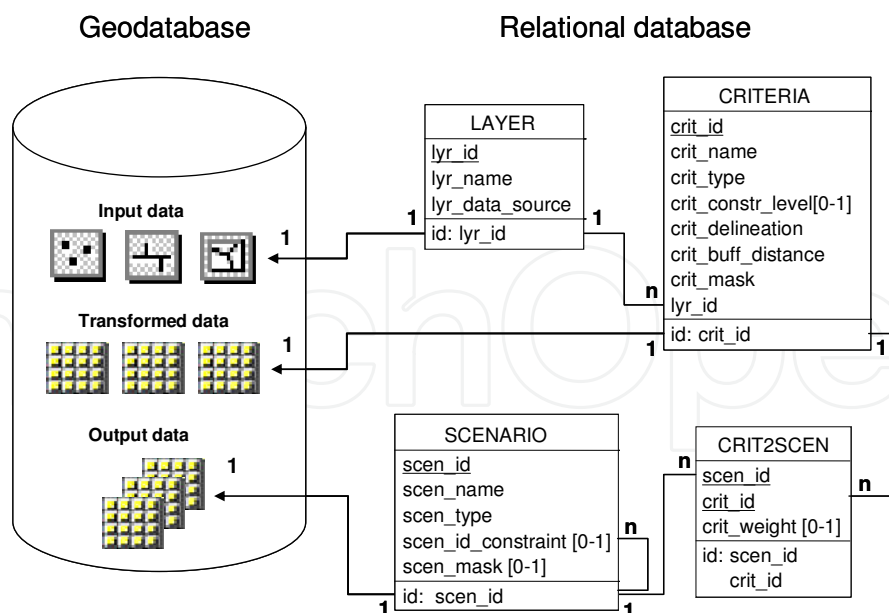 Geodatabase
Relational database
Input data
1
Transformed data
1
Output data
1
LAYER
lyr_id
lyr_name
lyr_data_source
id: lyr_id
1
1
CRITERIA
crit_id
crit_name
crit_type
crit_constr_level[0-1]
crit_delineation
crit_buff_distance
crit_mask
lyr_id
id: crit_id
n
1
1
SCENARIO
scen_id
scen_name
scen_type
scen_id_constraint [0-1]
scen_mask [0-1]
id: scen_id
n
1
1
CRIT2SCEN
scen_id
crit_id
crit_weight [0-1]
id: scen_id
crit_id
n
n